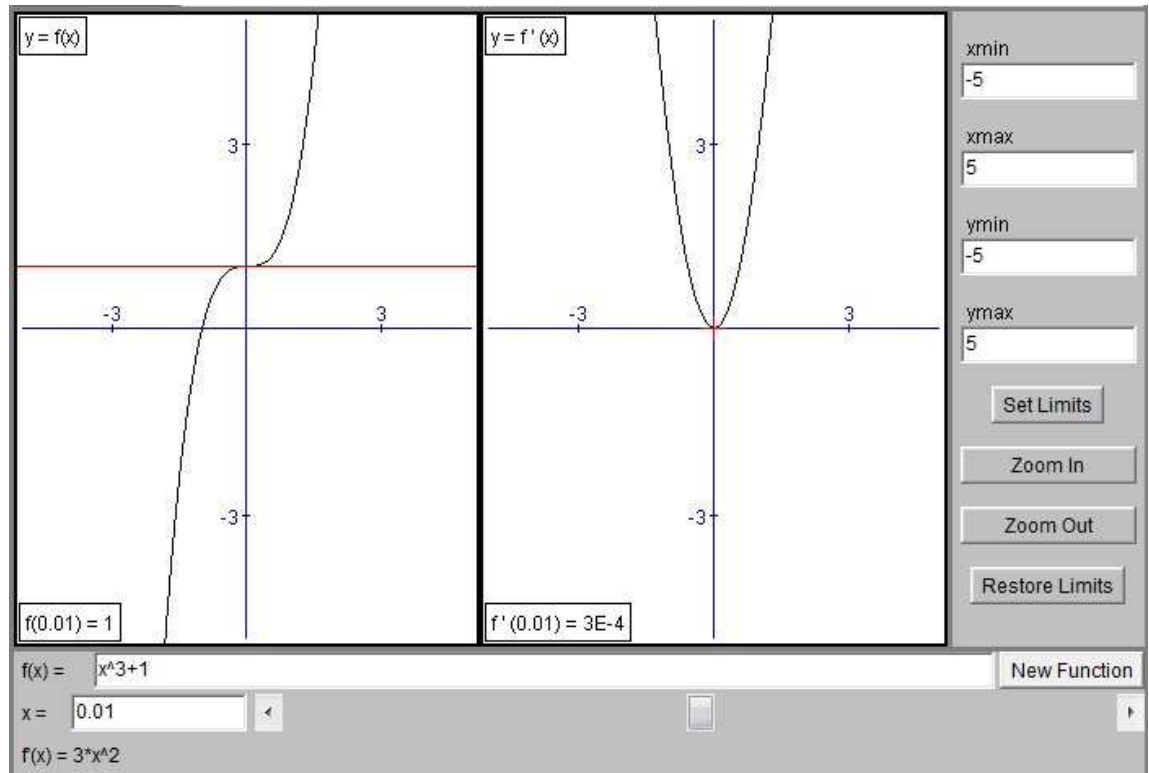 y = f(x)
3
-3
3
-3
f(0.01) = 1
y = f ' (x)
3
-3
3
-3
f ' (0.01) = 3E-4
xmin
-5
xmax
5
ymin
-5
ymax
5
Set Limits
Zoom In
Zoom Out
Restore Limits
f(x) = x^3+1 New Function
x = 0.01
f'(x) = 3*x^2